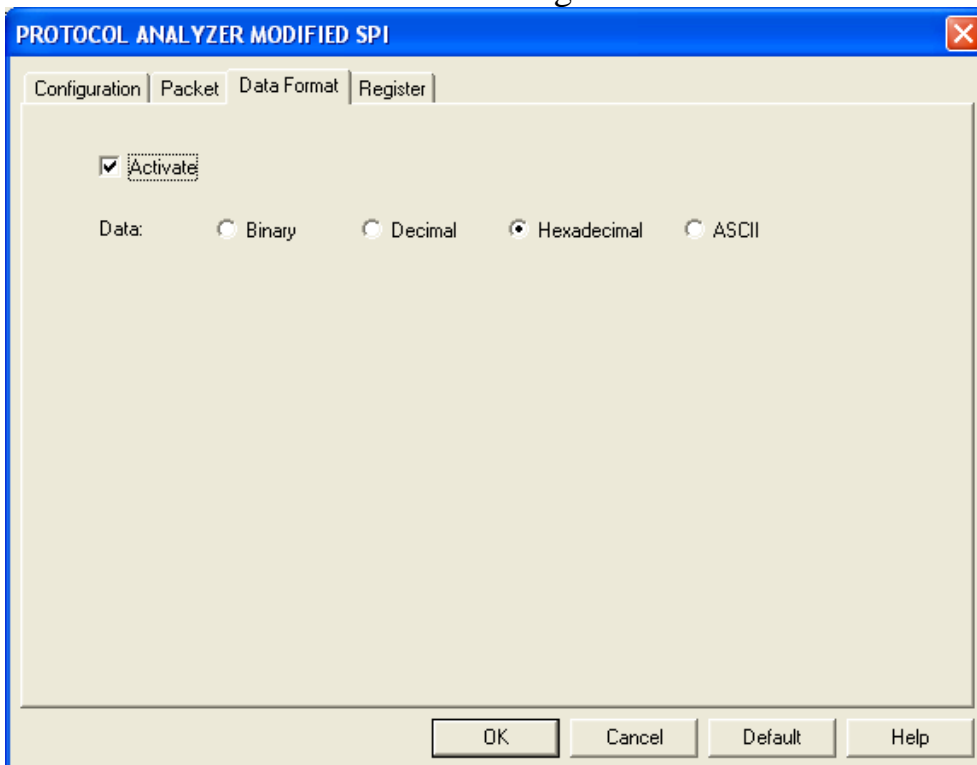 PROTOCOL ANALYZER MODIFIED SPI
Configuration Packet Data Format Register
Activate
Data: Binary Decimal Hexadecimal ASCII
OK Cancel Default Help